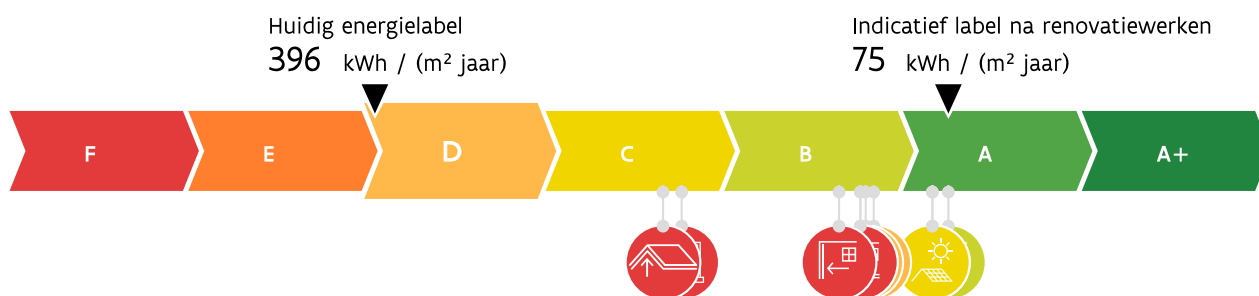 Huidig energielabel
396 kWh / (m² jaar)
Indicatief label na renovatiewerken
75 kWh / (m² jaar)
F E D C B A A+